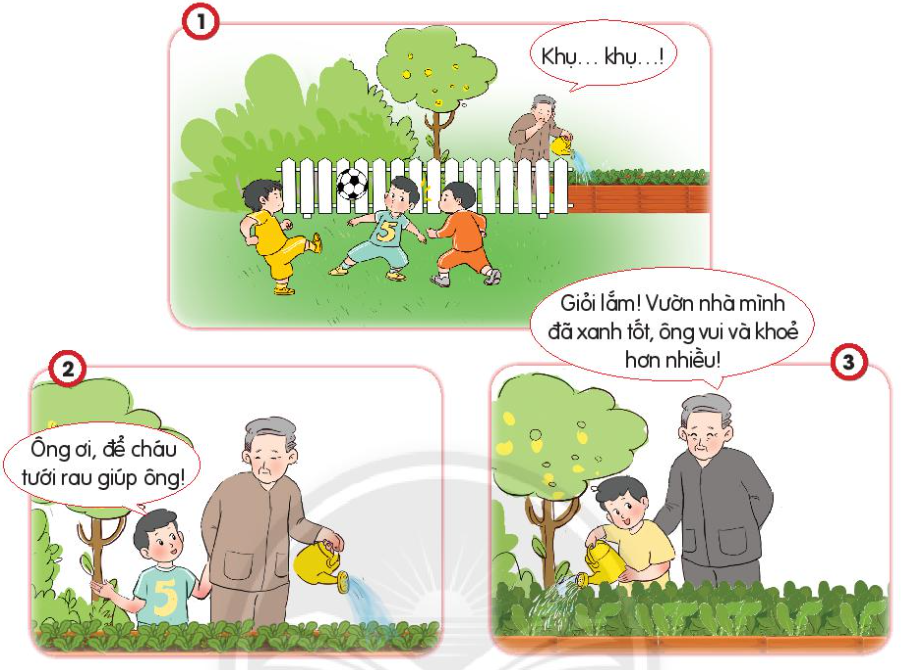 1
Khụ... khụ...!
2
Ông ơi, để cháu
tưới rau giúp ông!
5
5
Giỏi lắm! Vườn nhà mình
đã xanh tốt, ông vui và khoẻ
hơn nhiều!
3